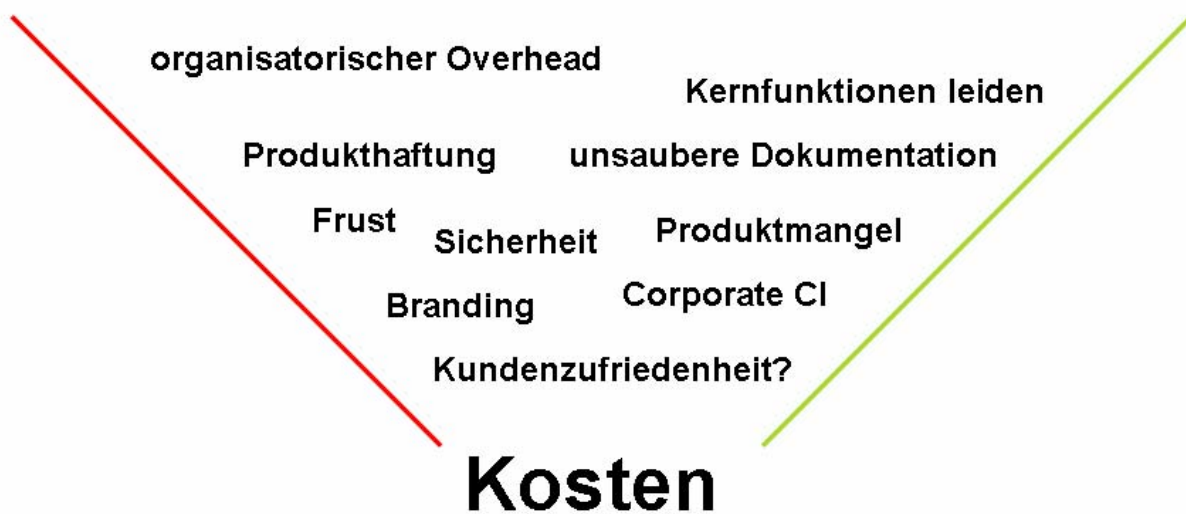 organisatorischer Overhead
Kernfunktionen leiden
Produkthaftung
unsaubere Dokumentation
Frust
Sicherheit
Produktmangel
Branding
Corporate CI
Kundenzufriedenheit?
Kosten